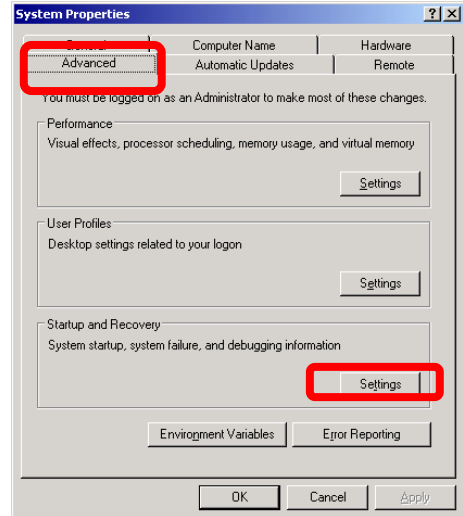 System Properties
General Computer Name Hardware
Advanced Automatic Updates Remote
You must be logged on as an Administrator to make most of these changes.
Performance
Visual effects, processor scheduling, memory usage, and virtual memory
Settings
User Profiles
Desktop settings related to your logon
Settings
Startup and Recovery
System startup, system failure, and debugging information
Settings
Environment Variables Error Reporting
OK Cancel Apply